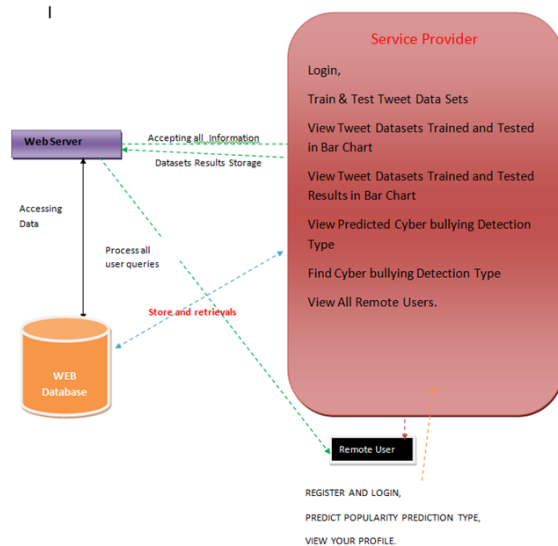 Service Provider
Login,
Train & Test Tweet Data Sets
View Tweet Datasets Trained and Tested
in Bar Chart
View Tweet Datasets Trained and Tested
Results in Bar Chart
View Predicted Cyber bullying Detection
Type
Find Cyber bullying Detection Type
View All Remote Users.
Web Server
Accepting all Information
Datasets Results Storage
Accessing
Data
Process all
user queries
Store and retrievals
WEB
Database
Remote User
REGISTER AND LOGIN,
PREDICT POPULARITY PREDICTION TYPE,
VIEW YOUR PROFILE.